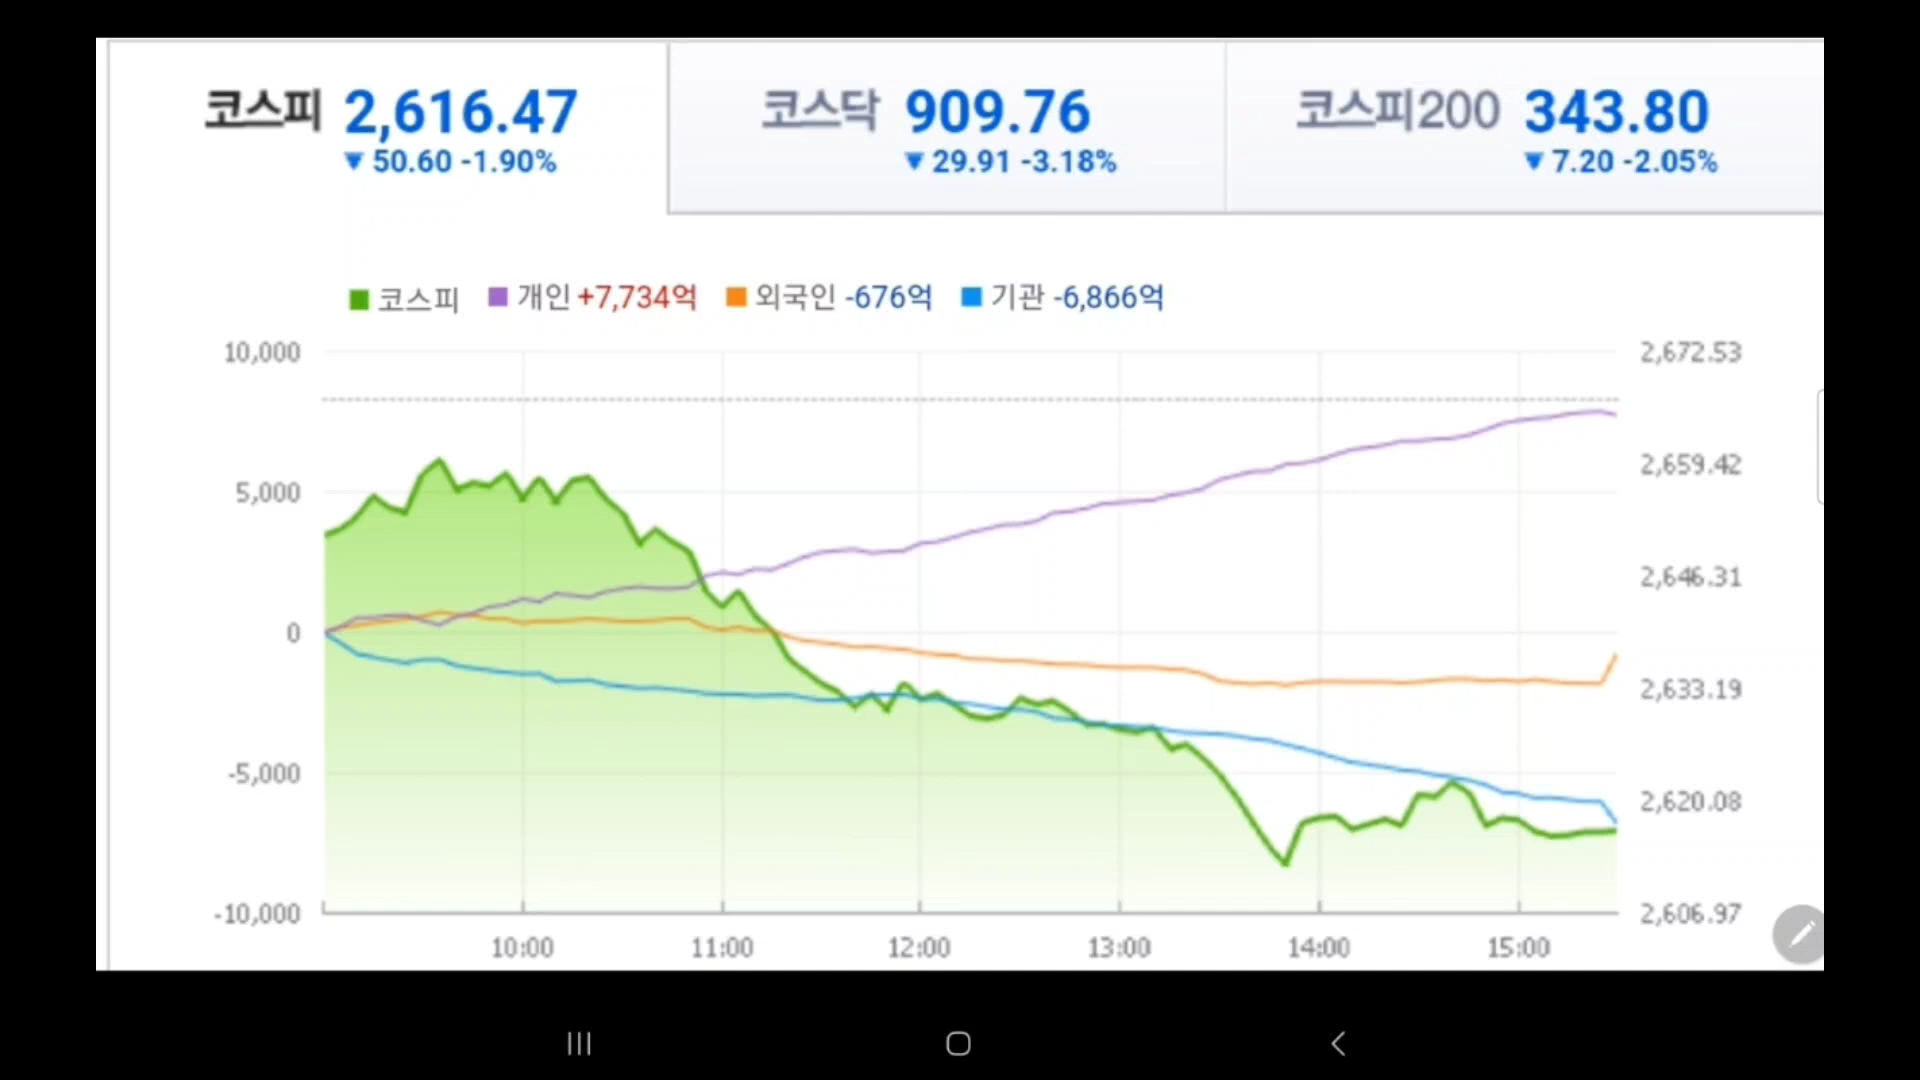 코스피 2,616.47
▼ 50.60 -1.90%
코스닥 909.76
▼ 29.91 -3.18%
코스피200 343.80
▼ 7.20 -2.05%
코스피 개인 +7,734억 외국인 -676억 기관 -6,866억
10,000
5,000
0
-5,000
-10,000
2,672.53
2,659.42
2,646.31
2,633.19
2,620.08
2,606.97
10:00 11:00 12:00 13:00 14:00 15:00